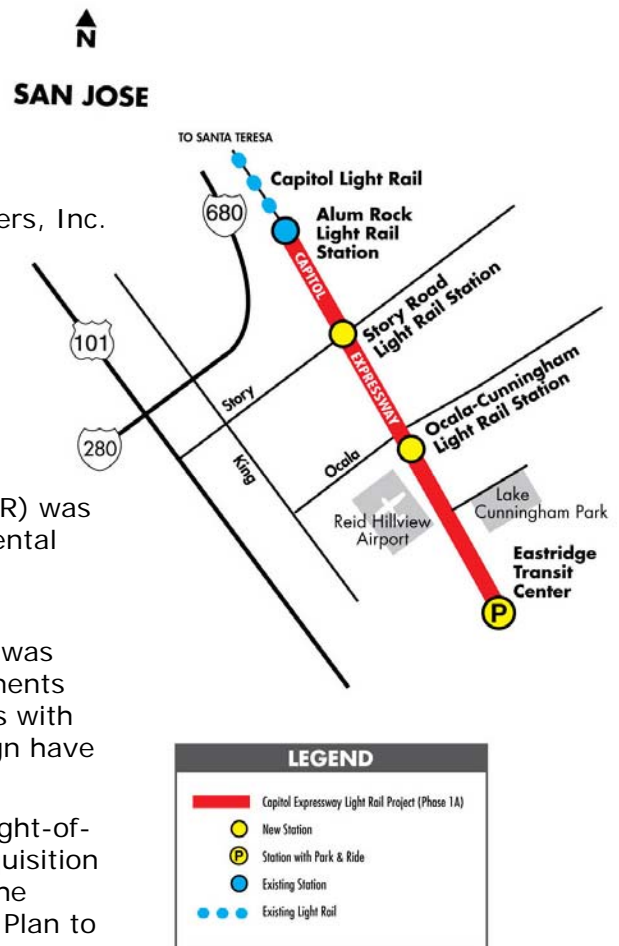 N
SAN JOSE
TO SANTA TERESA
Capitol Light Rail
680
Alum Rock
Light Rail
Station
ers, Inc.
101
CAPITOL
EXPRESSWAY
Story Road
Light Rail Station
Story
280
King
Ocala
Ocala-Cunningham
Light Rail Station
R) was
ental
Reid Hillview
Airport
Lake
Cunningham Park
Eastridge
Transit
Center
P
was
ments
s with
gn have
ght-of-
uisition
he
Plan to
LEGEND
Capitol Expressway Light Rail Project (Phase 1A)
New Station
P Station with Park & Ride
Existing Station
Existing Light Rail